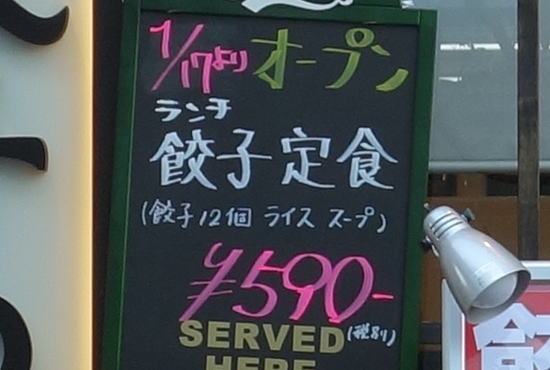 1/17より オープン
ランチ
餃子定食
(餃子12個 ライス スープ)
¥590-
(税別)
SERVED
HERE